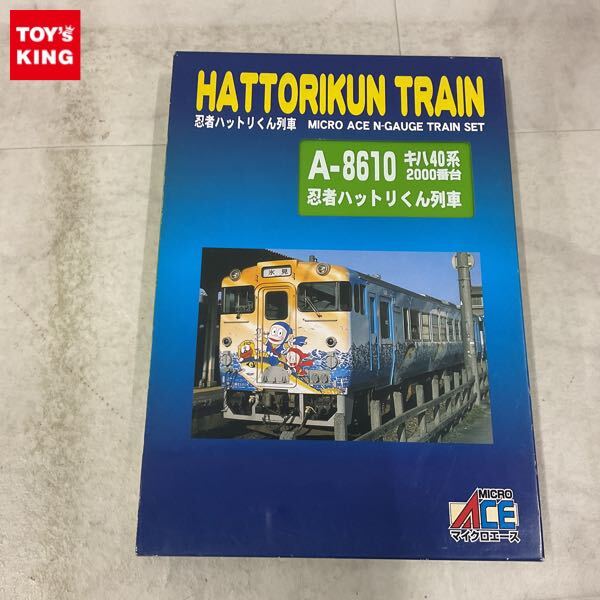 TOY's
KING
HATTORIKUN TRAIN
忍者ハットリくん列車 MICRO ACE N-GAUGE TRAIN SET
A-8610 キハ40系
2000番台
忍者ハットリくん列車
氷見
MICRO
ACE
マイクロエース